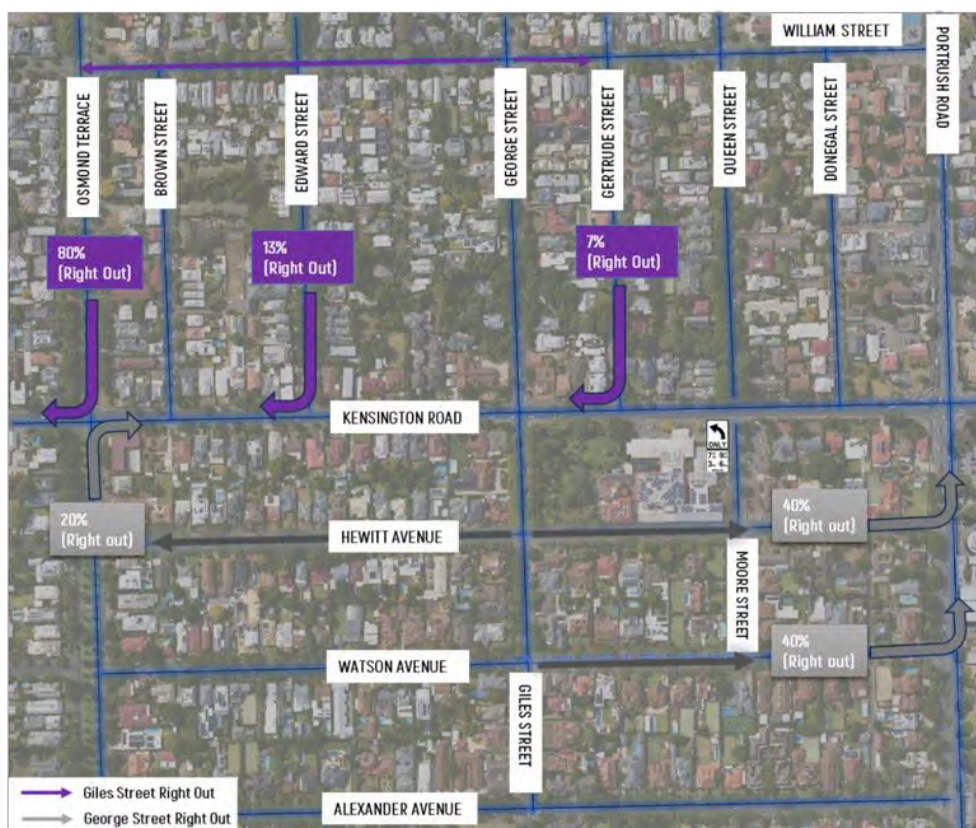 WILLIAM STREET
PORTRUSH ROAD
OSMOND TERRACE
BROWN STREET
EDWARD STREET
GEORGE STREET
GERTRUDE STREET
QUEEN STREET
DONEGAL STREET
80%
(Right Out)
13%
(Right Out)
7%
(Right Out)
KENSINGTON ROAD
ONLY
20%
(Right out)
HEWITT AVENUE
40%
(Right out)
MOORE STREET
WATSON AVENUE
40%
(Right out)
GILES STREET
Giles Street Right Out
George Street Right Out
ALEXANDER AVENUE